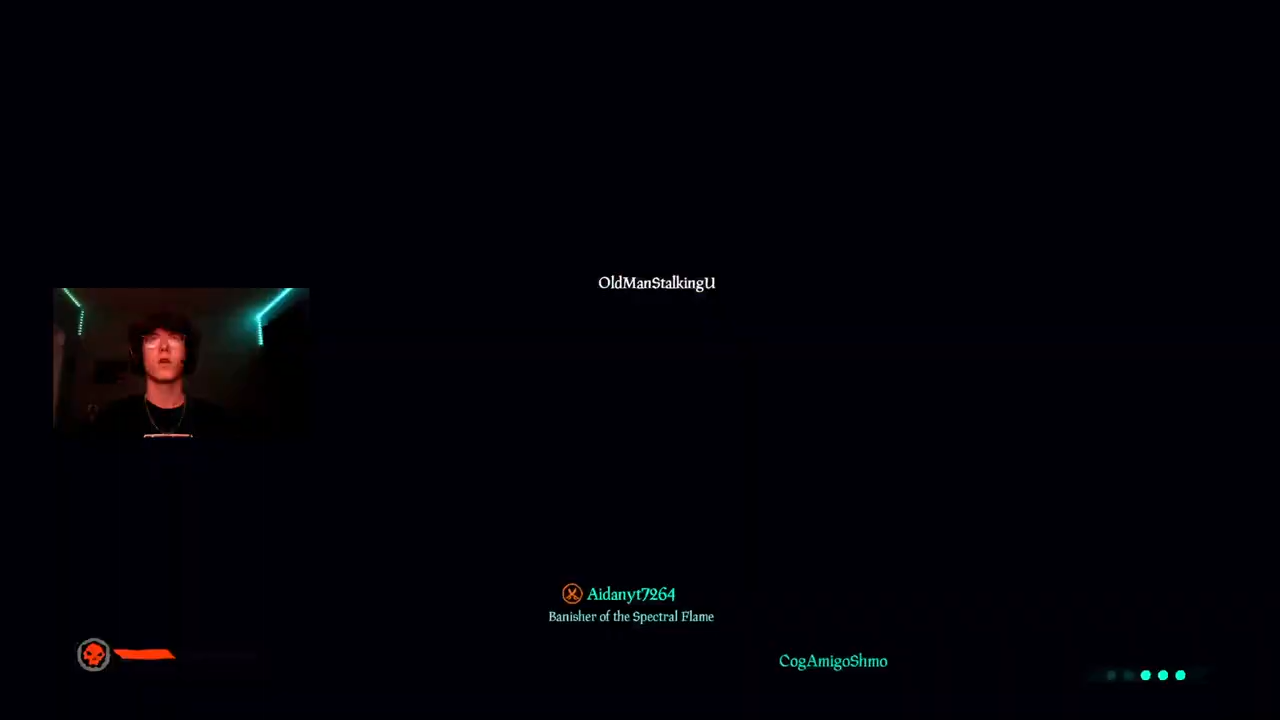 OldManStalkingU
Aidanyt7264
Banisher of the Spectral Flame
CogAmigoShmo